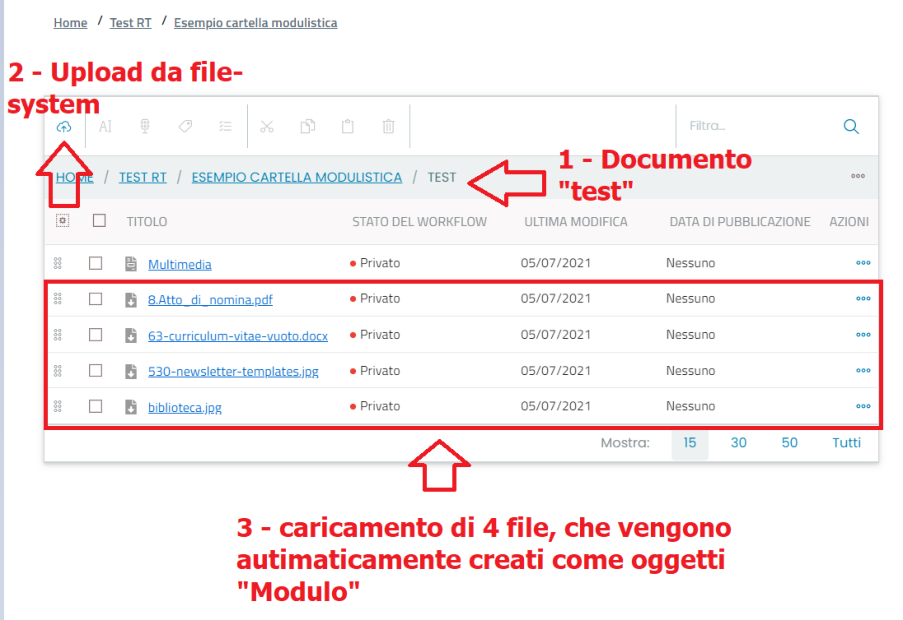 Home / Test RT / Esempio cartella modulistica
2 - Upload da file-
system
AI
Filtra...
1 - Documento
"test"
HOME / TEST RT / ESEMPIO CARTELLA MODULISTICA / TEST
TITOLO STATO DEL WORKFLOW ULTIMA MODIFICA DATA DI PUBBLICAZIONE AZIONI
Multimedia Privato 05/07/2021 Nessuno
8.Atto_di_nomina.pdf Privato 05/07/2021 Nessuno
63-curriculum-vitae-vuoto.docx Privato 05/07/2021 Nessuno
530-newsletter-templates.jpg Privato 05/07/2021 Nessuno
biblioteca.jpg Privato 05/07/2021 Nessuno
Mostra: 15 30 50 Tutti
3 - caricamento di 4 file, che vengono
autimaticamente creati come oggetti
"Modulo"